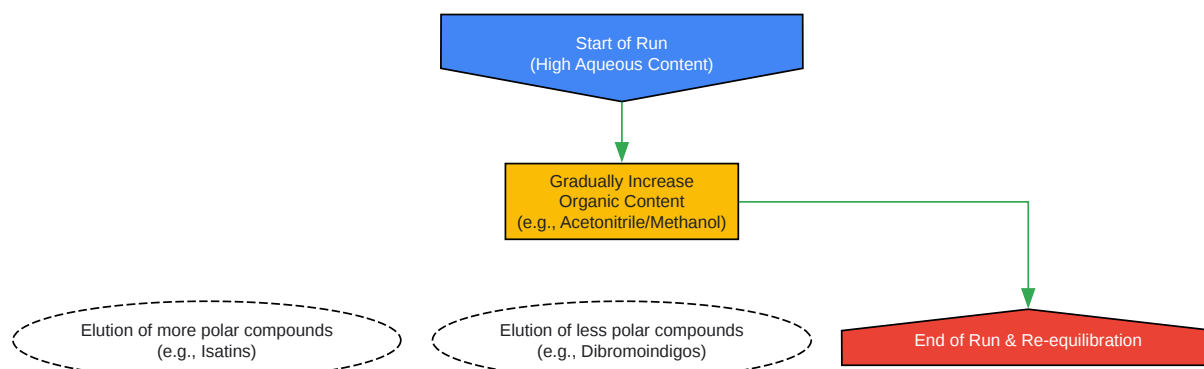 Start of Run
(High Aqueous Content)
Gradually Increase
Organic Content
(e.g., Acetonitrile/Methanol)
Elution of more polar compounds
(e.g., Isatins)
Elution of less polar compounds
(e.g., Dibromoindigos)
End of Run & Re-equilibration